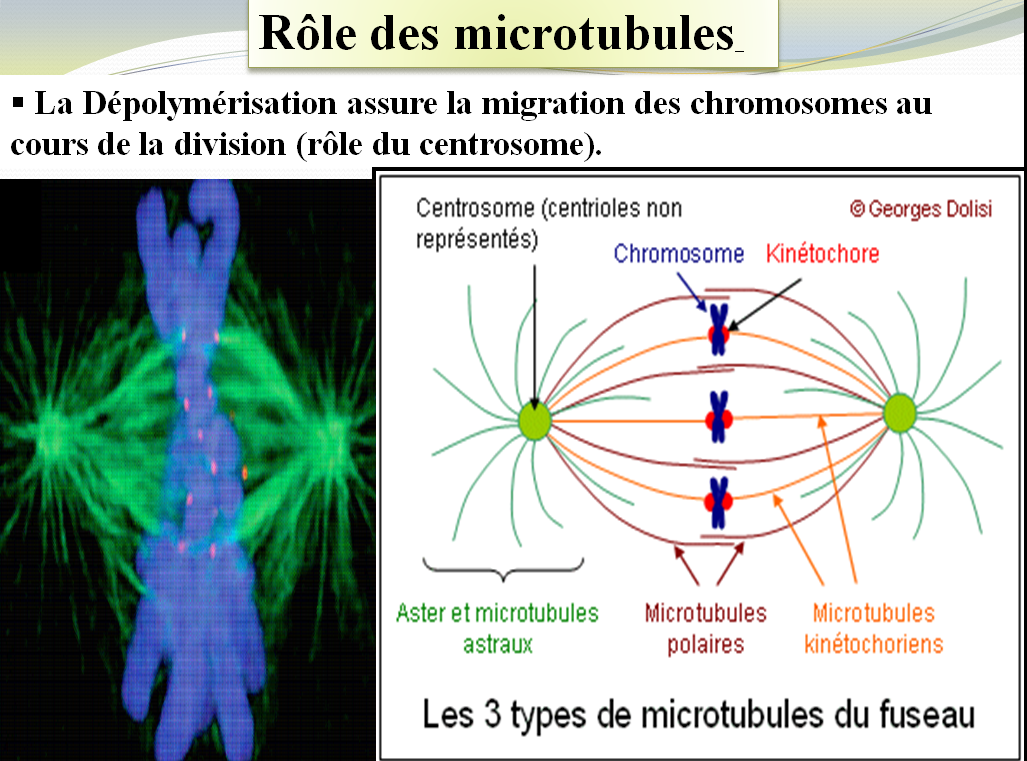 Rôle des microtubules
▪ La Dépolymérisation assure la migration des chromosomes au
cours de la division (rôle du centrosome).
Centrosome (centrioles non
représentés)
© Georges Dolisi
Chromosome
Kinétochore
Aster et microtubules
astraux
Microtubules
polaires
Microtubules
kinétochoriens
Les 3 types de microtubules du fuseau